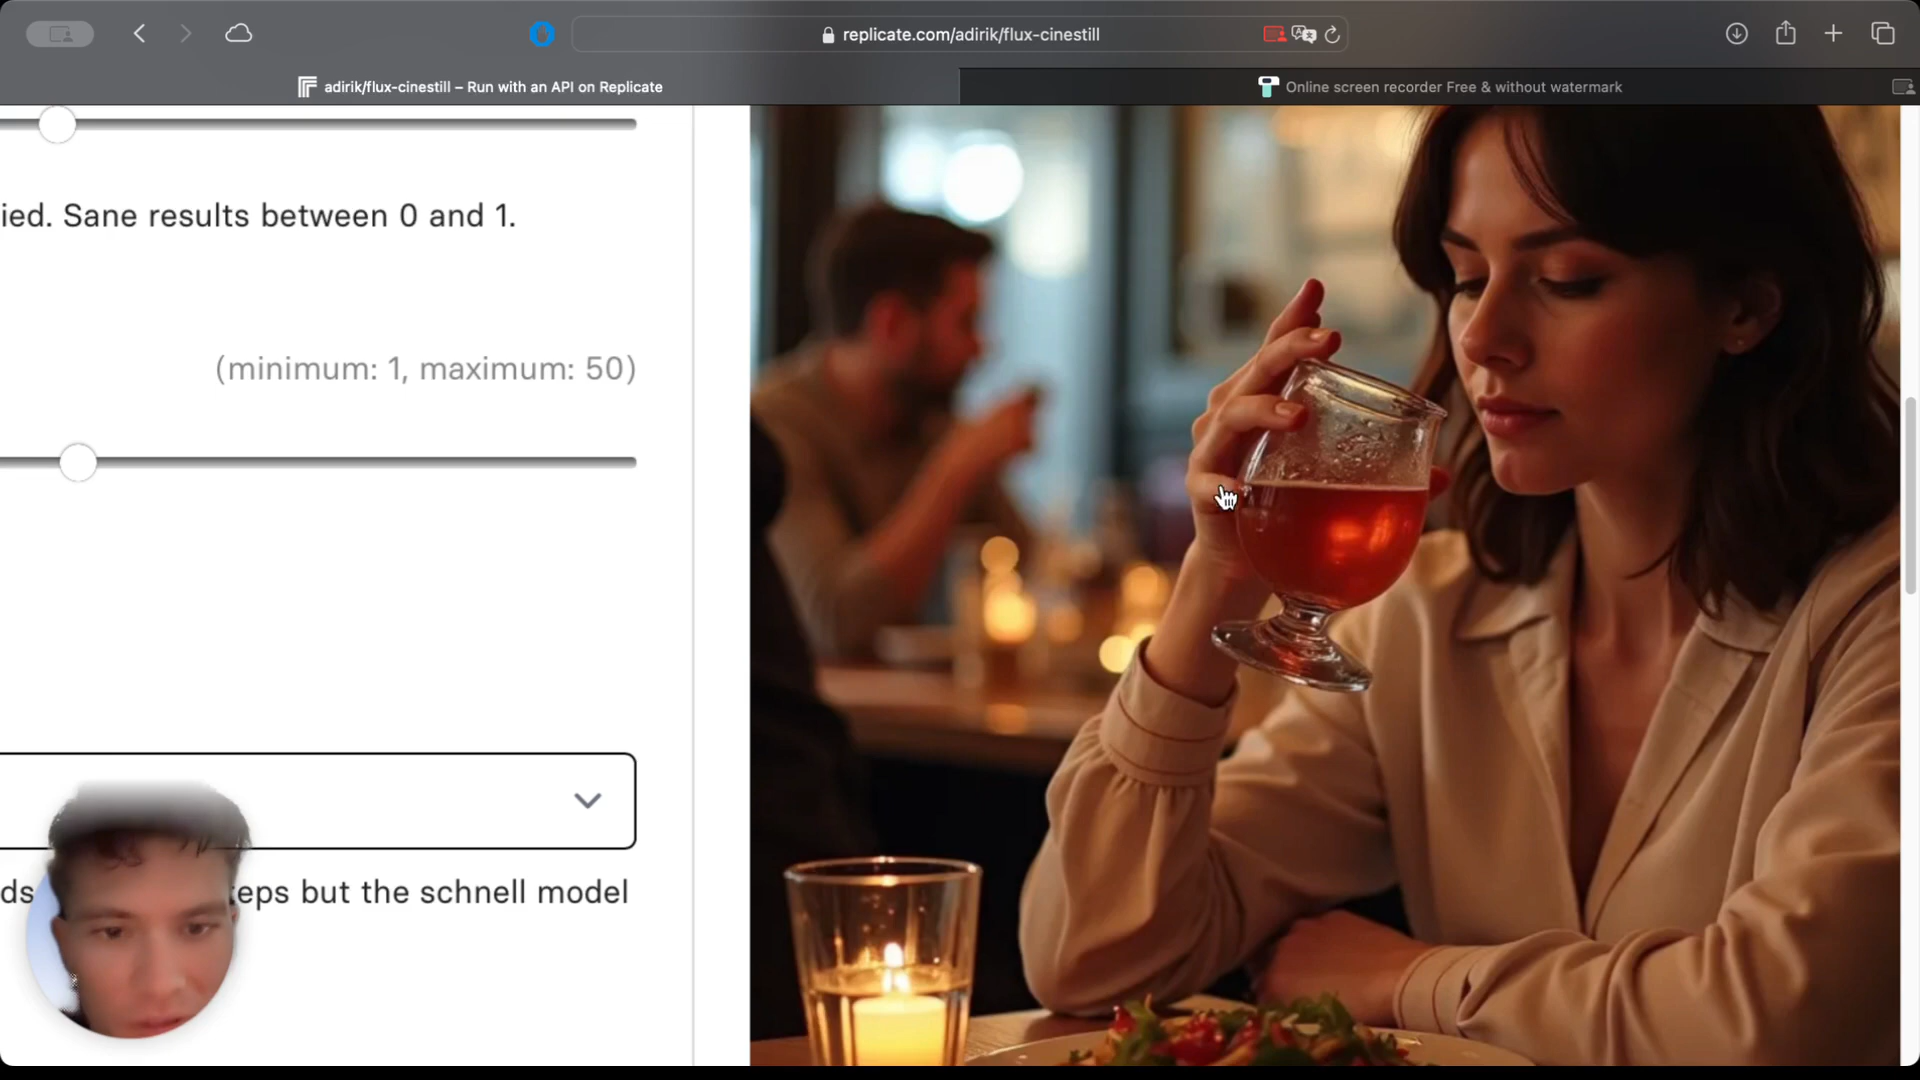 replicate.com/adirik/flux-cinestill
adirik/flux-cinestill – Run with an API on Replicate
Online screen recorder Free & without watermark
ied. Sane results between 0 and 1.
(minimum: 1, maximum: 50)
ds teps but the schnell model